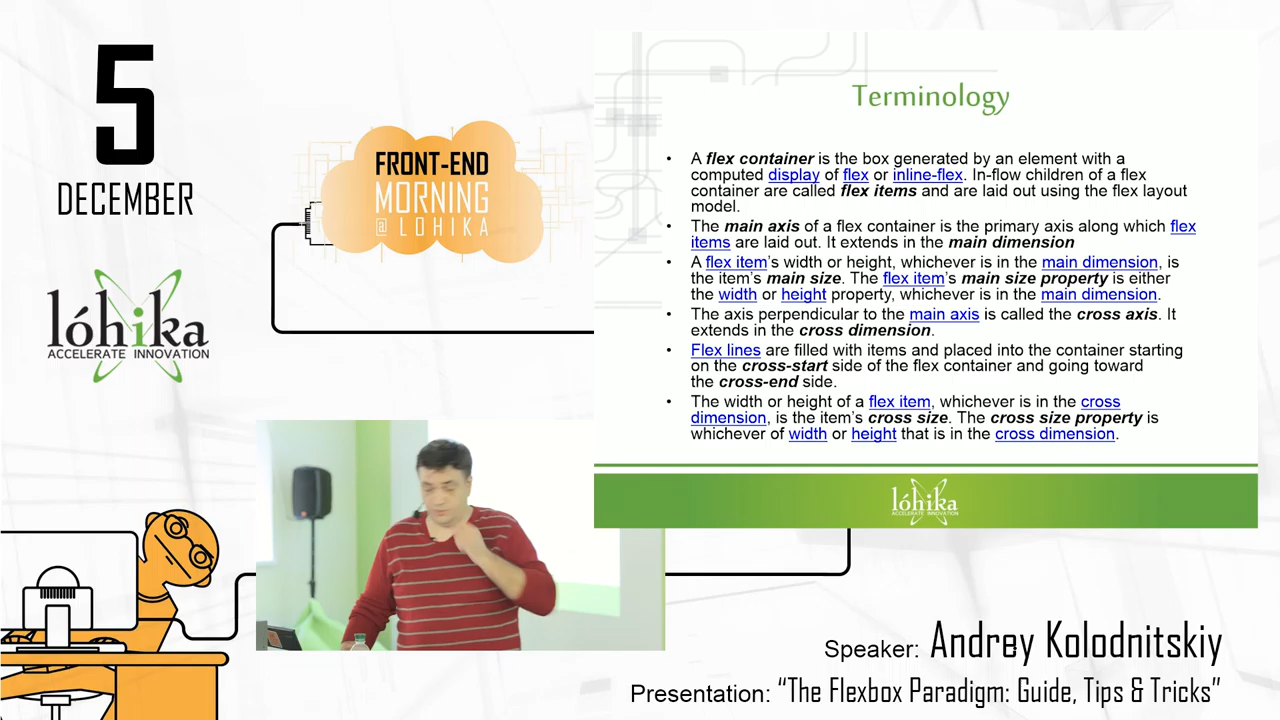 5
DECEMBER
lóhika
ACCELERATE INNOVATION
FRONT-END
MORNING
@ LOHIKA
Terminology
• A flex container is the box generated by an element with a
computed display of flex or inline-flex. In-flow children of a flex
container are called flex items and are laid out using the flex layout
model.
• The main axis of a flex container is the primary axis along which flex
items are laid out. It extends in the main dimension
• A flex item's width or height, whichever is in the main dimension, is
the item's main size. The flex item's main size property is either
the width or height property, whichever is in the main dimension.
• The axis perpendicular to the main axis is called the cross axis. It
extends in the cross dimension.
• Flex lines are filled with items and placed into the container starting
on the cross-start side of the flex container and going toward
the cross-end side.
• The width or height of a flex item, whichever is in the cross
dimension, is the item's cross size. The cross size property is
whichever of width or height that is in the cross dimension.
lóhika
ACCELERATE INNOVATION
Speaker: Andrey Kolodnitskiy
Presentation: “The Flexbox Paradigm: Guide, Tips & Tricks”